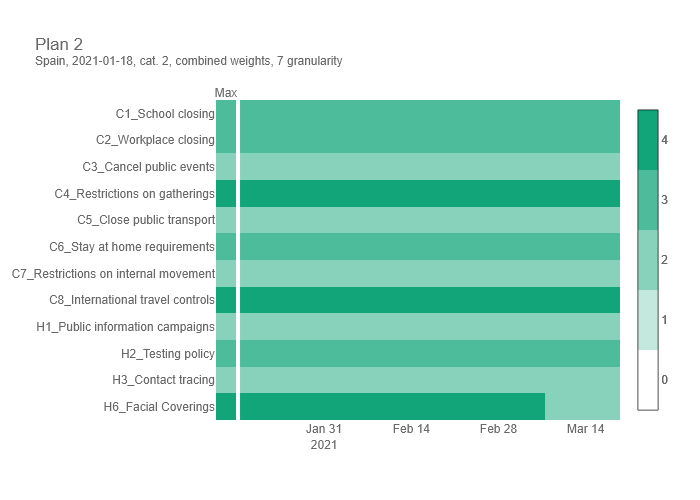 Plan 2
Spain, 2021-01-18, cat. 2, combined weights, 7 granularity
Max
C1_School closing
C2_Workplace closing
C3_Cancel public events
C4_Restrictions on gatherings
C5_Close public transport
C6_Stay at home requirements
C7_Restrictions on internal movement
C8_International travel controls
H1_Public information campaigns
H2_Testing policy
H3_Contact tracing
H6_Facial Coverings
Jan 31 Feb 14 Feb 28 Mar 14
2021
4
3
2
1
0